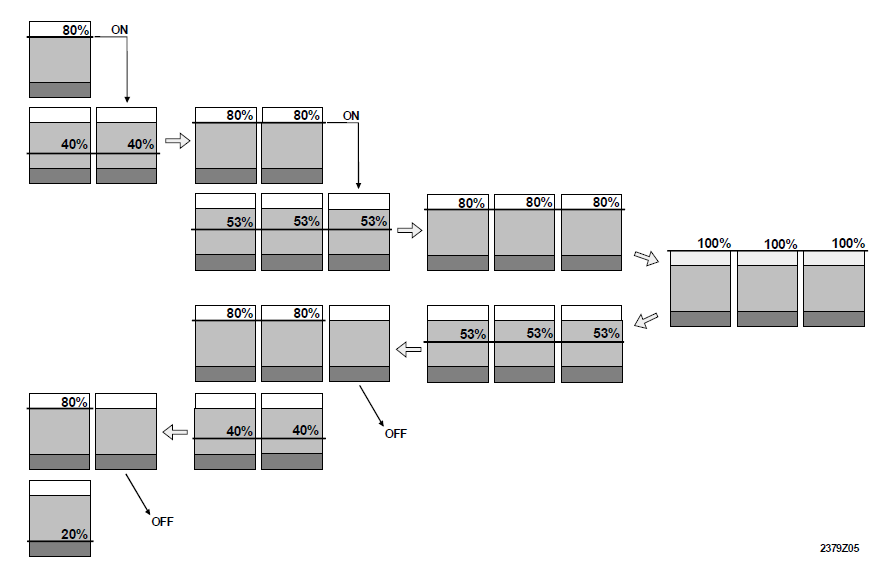 80% ON
40% 40%
80% 80% ON
53% 53% 53%
80% 80% 80%
100% 100% 100%
53% 53% 53%
80% 80%
OFF
40% 40%
80%
OFF
20%
2379Z05